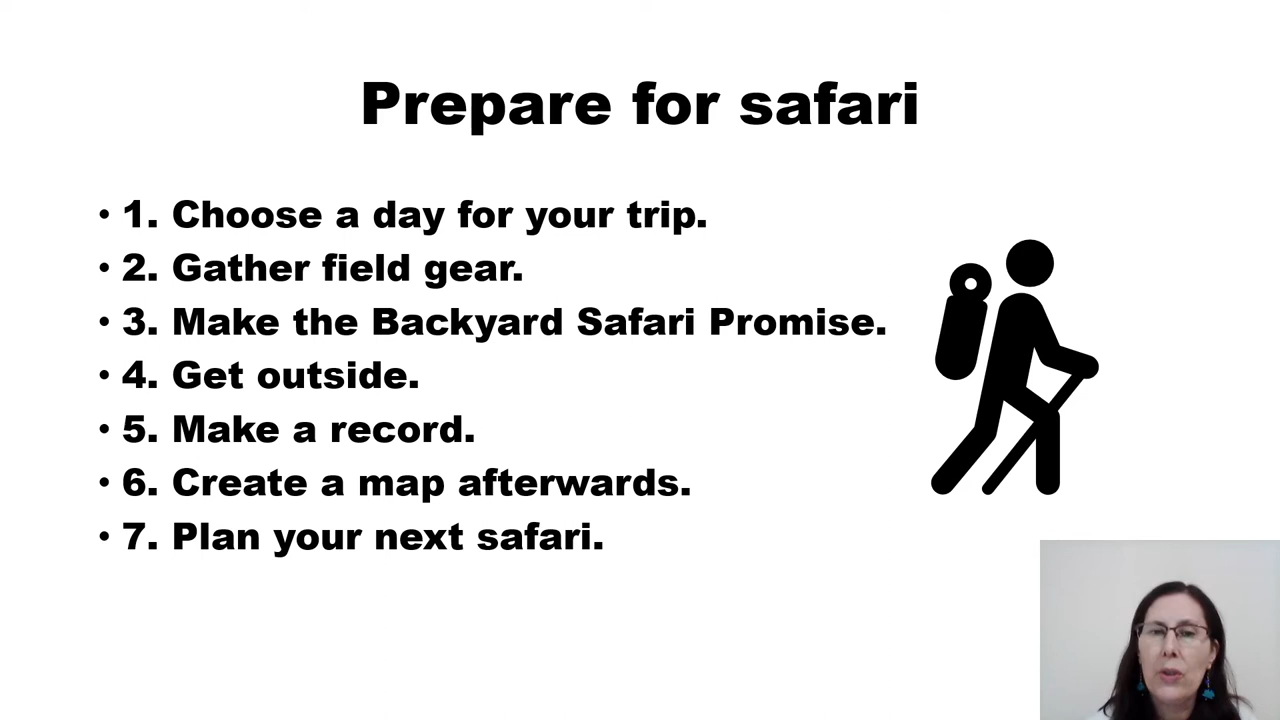 Prepare for safari
• 1. Choose a day for your trip.
• 2. Gather field gear.
• 3. Make the Backyard Safari Promise.
• 4. Get outside.
• 5. Make a record.
• 6. Create a map afterwards.
• 7. Plan your next safari.